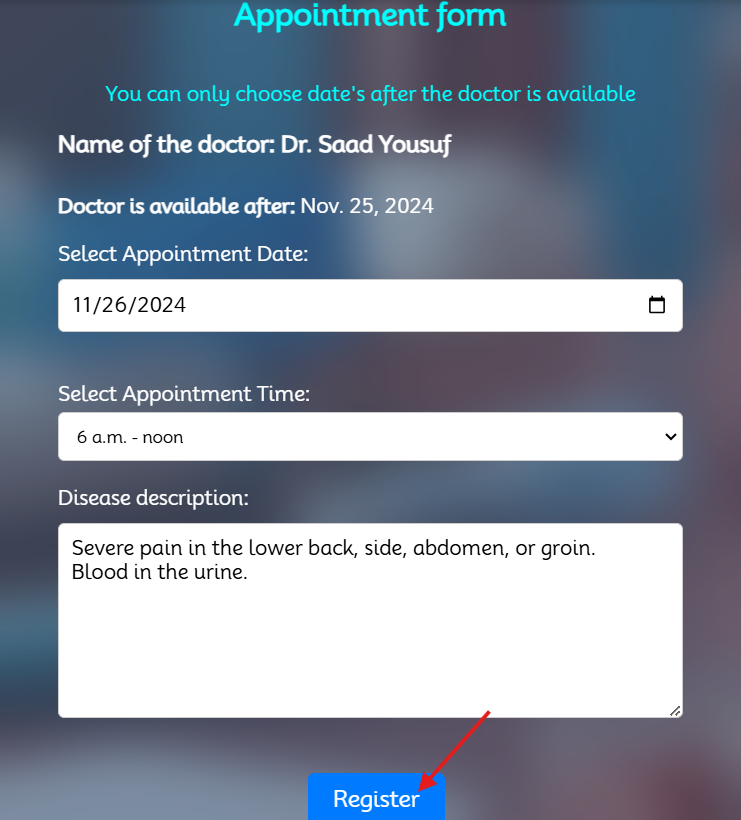 Appointment form
You can only choose date's after the doctor is available
Name of the doctor: Dr. Saad Yousuf
Doctor is available after: Nov. 25, 2024
Select Appointment Date:
11/26/2024
Select Appointment Time:
6 a.m. - noon
Disease description:
Severe pain in the lower back, side, abdomen, or groin.
Blood in the urine.
Register